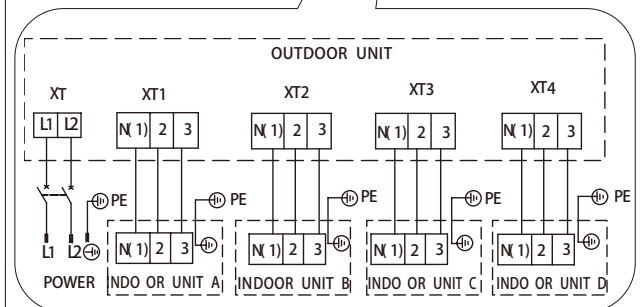 OUTDOOR UNIT
XT XT1 XT2 XT3 XT4
L1 L2 N(1) 2 3 N(1) 2 3 N(1) 2 3 N(1) 2 3
PE PE PE PE PE
L1 L2 N(1) 2 3 N(1) 2 3 N(1) 2 3 N(1) 2 3
POWER INDO OR UNIT A INDOOR UNIT B INDO OR UNIT C INDO OR UNIT D